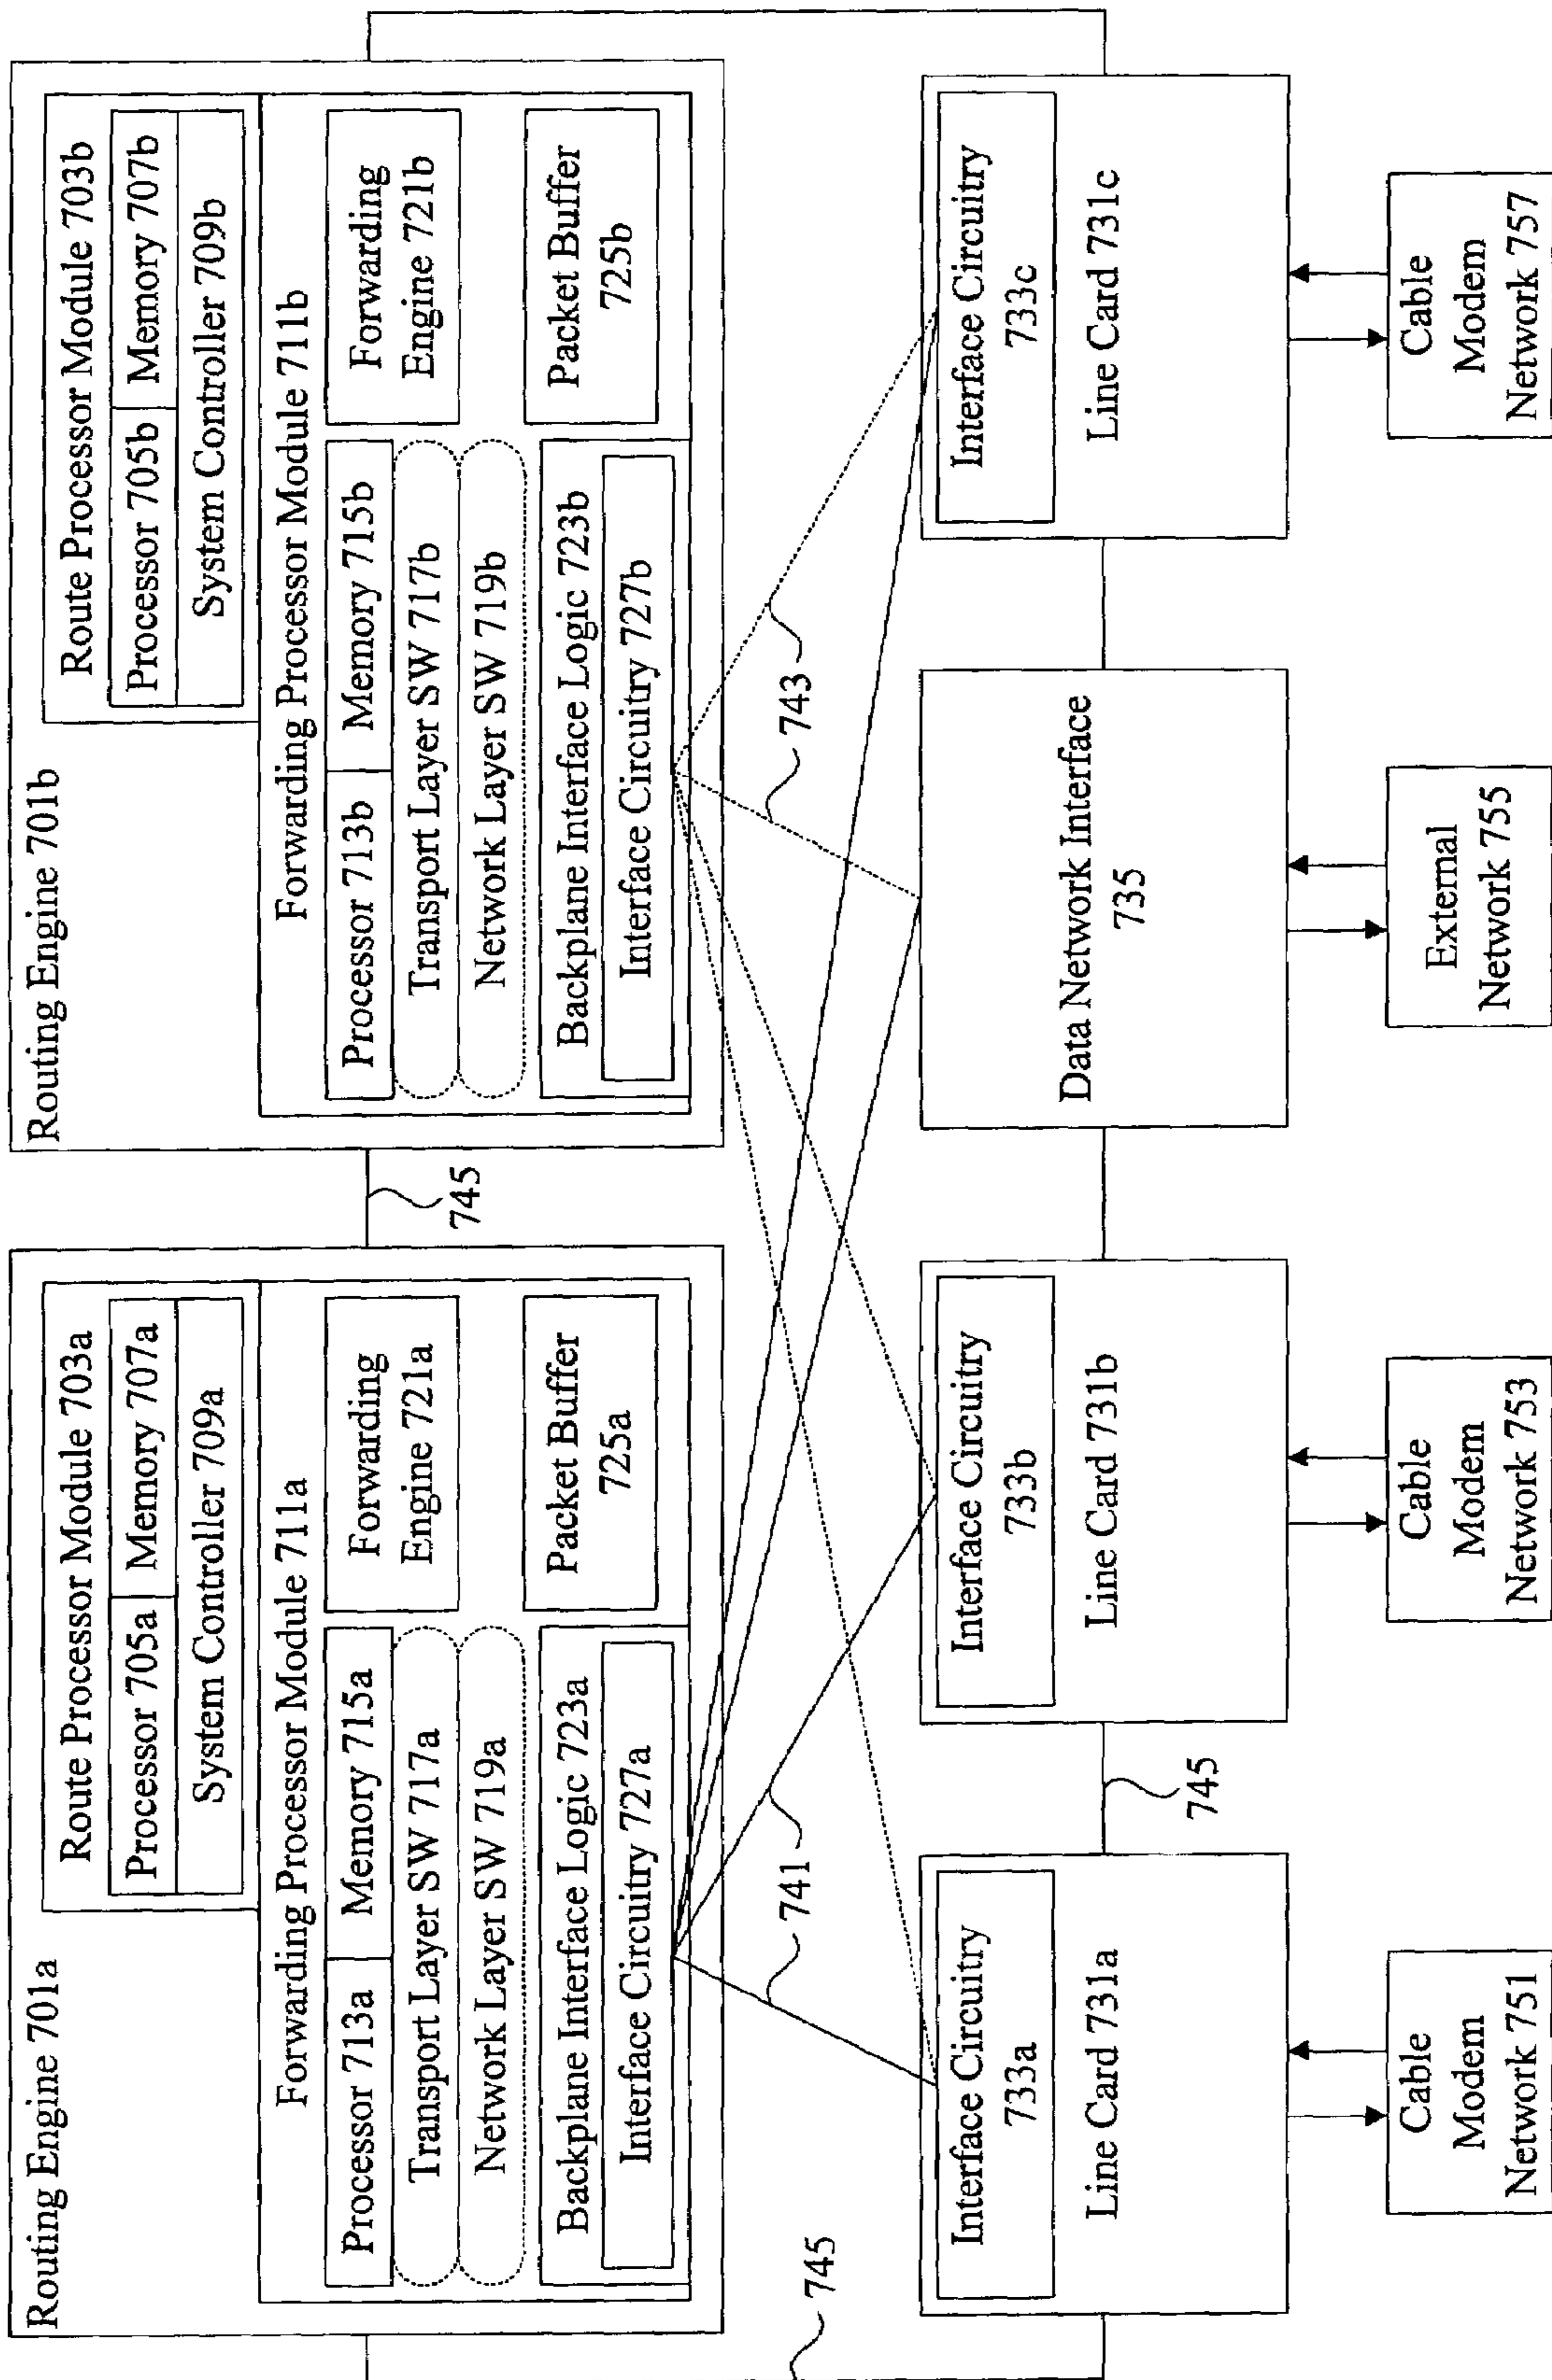 Routing Engine 701a
Route Processor Module 703a
Processor 705a
Memory 707a
System Controller 709a
Forwarding Processor Module 711a
Processor 713a
Memory 715a
Transport Layer SW 717a
Network Layer SW 719a
Forwarding
Engine 721a
Backplane Interface Logic 723a
Interface Circuitry 727a
Packet Buffer
725a
745
Routing Engine 701b
Route Processor Module 703b
Processor 705b
Memory 707b
System Controller 709b
Forwarding Processor Module 711b
Processor 713b
Memory 715b
Transport Layer SW 717b
Network Layer SW 719b
Forwarding
Engine 721b
Backplane Interface Logic 723b
Interface Circuitry 727b
Packet Buffer
725b
745
741
743
Interface Circuitry
733a
Line Card 731a
745
Interface Circuitry
733b
Line Card 731b
Data Network Interface
735
Interface Circuitry
733c
Line Card 731c
Cable
Modem
Network 751
Cable
Modem
Network 753
External
Network 755
Cable
Modem
Network 757